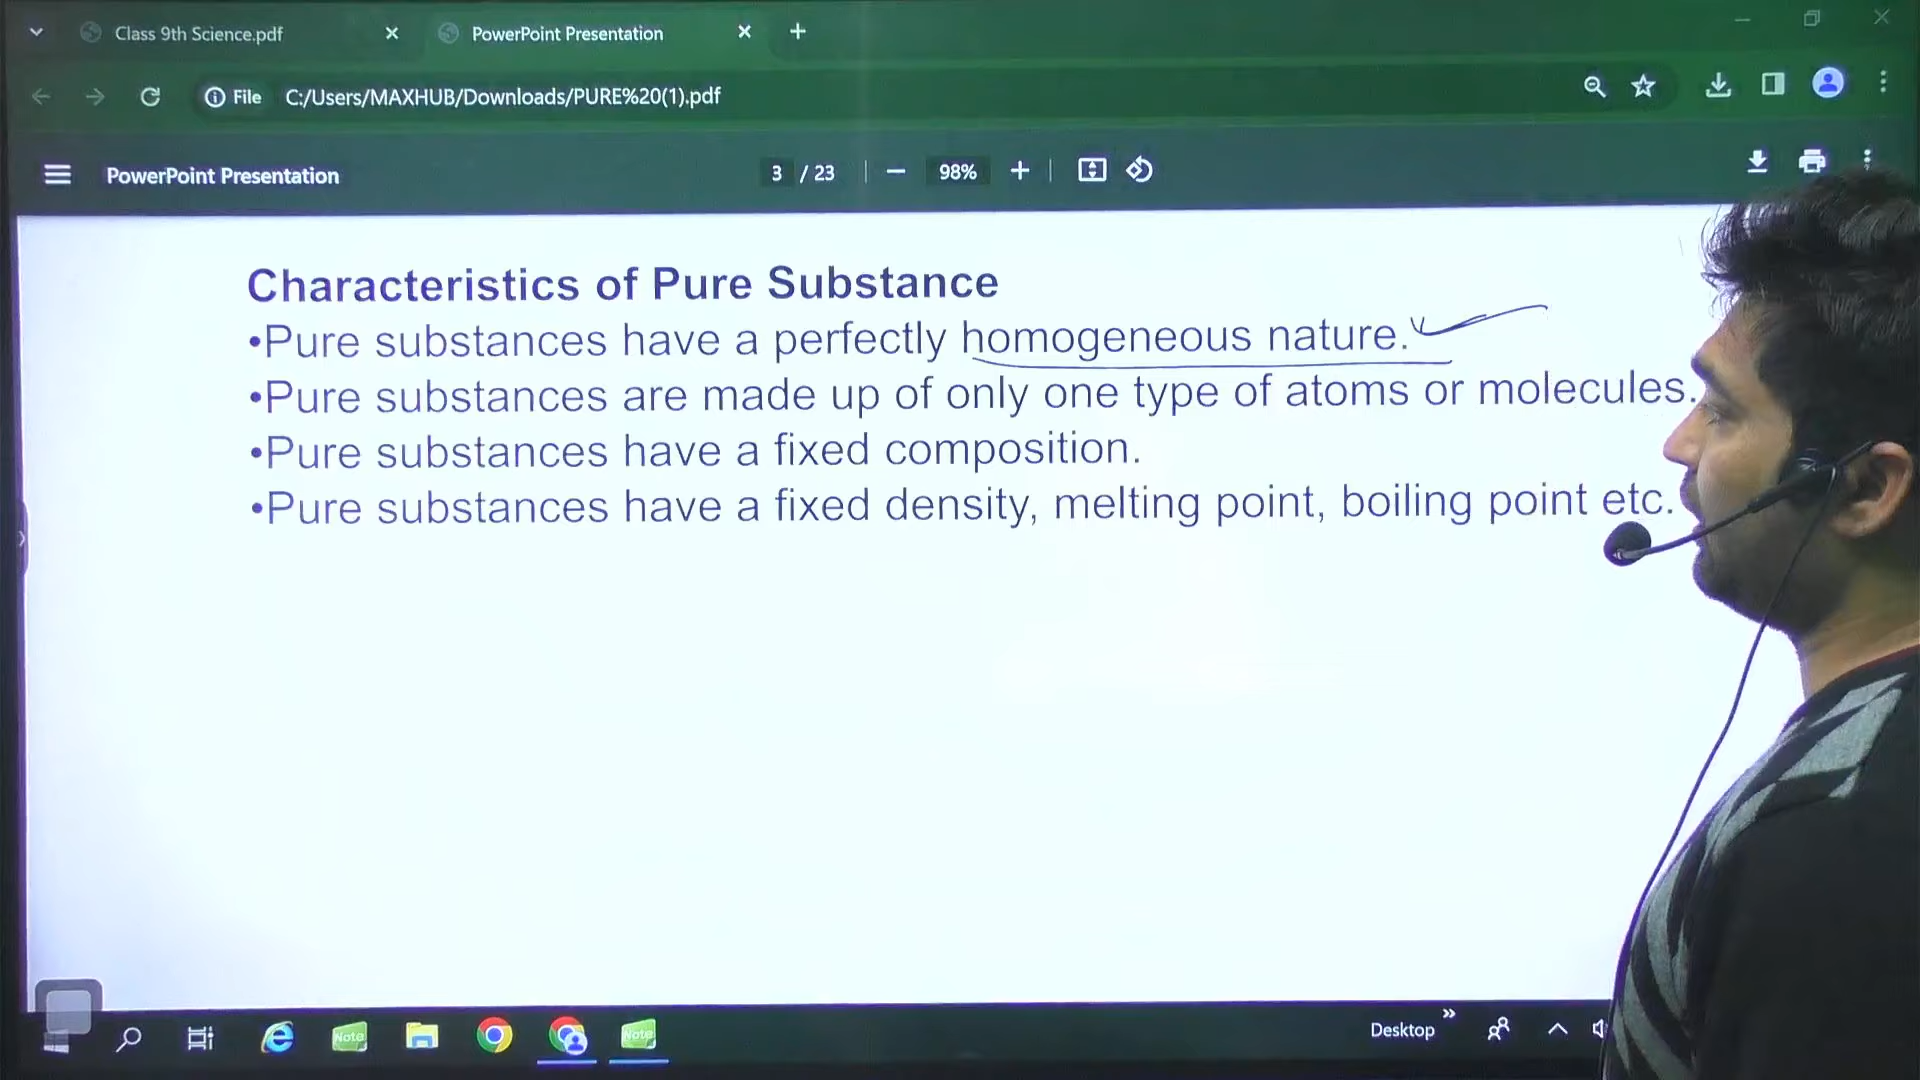 Class 9th Science.pdf
PowerPoint Presentation
File C:/Users/MAXHUB/Downloads/PURE%20(1).pdf
PowerPoint Presentation
3 / 23
98%
Characteristics of Pure Substance
•Pure substances have a perfectly homogeneous nature.
•Pure substances are made up of only one type of atoms or molecules.
•Pure substances have a fixed composition.
•Pure substances have a fixed density, melting point, boiling point etc.
Note
Note
Desktop